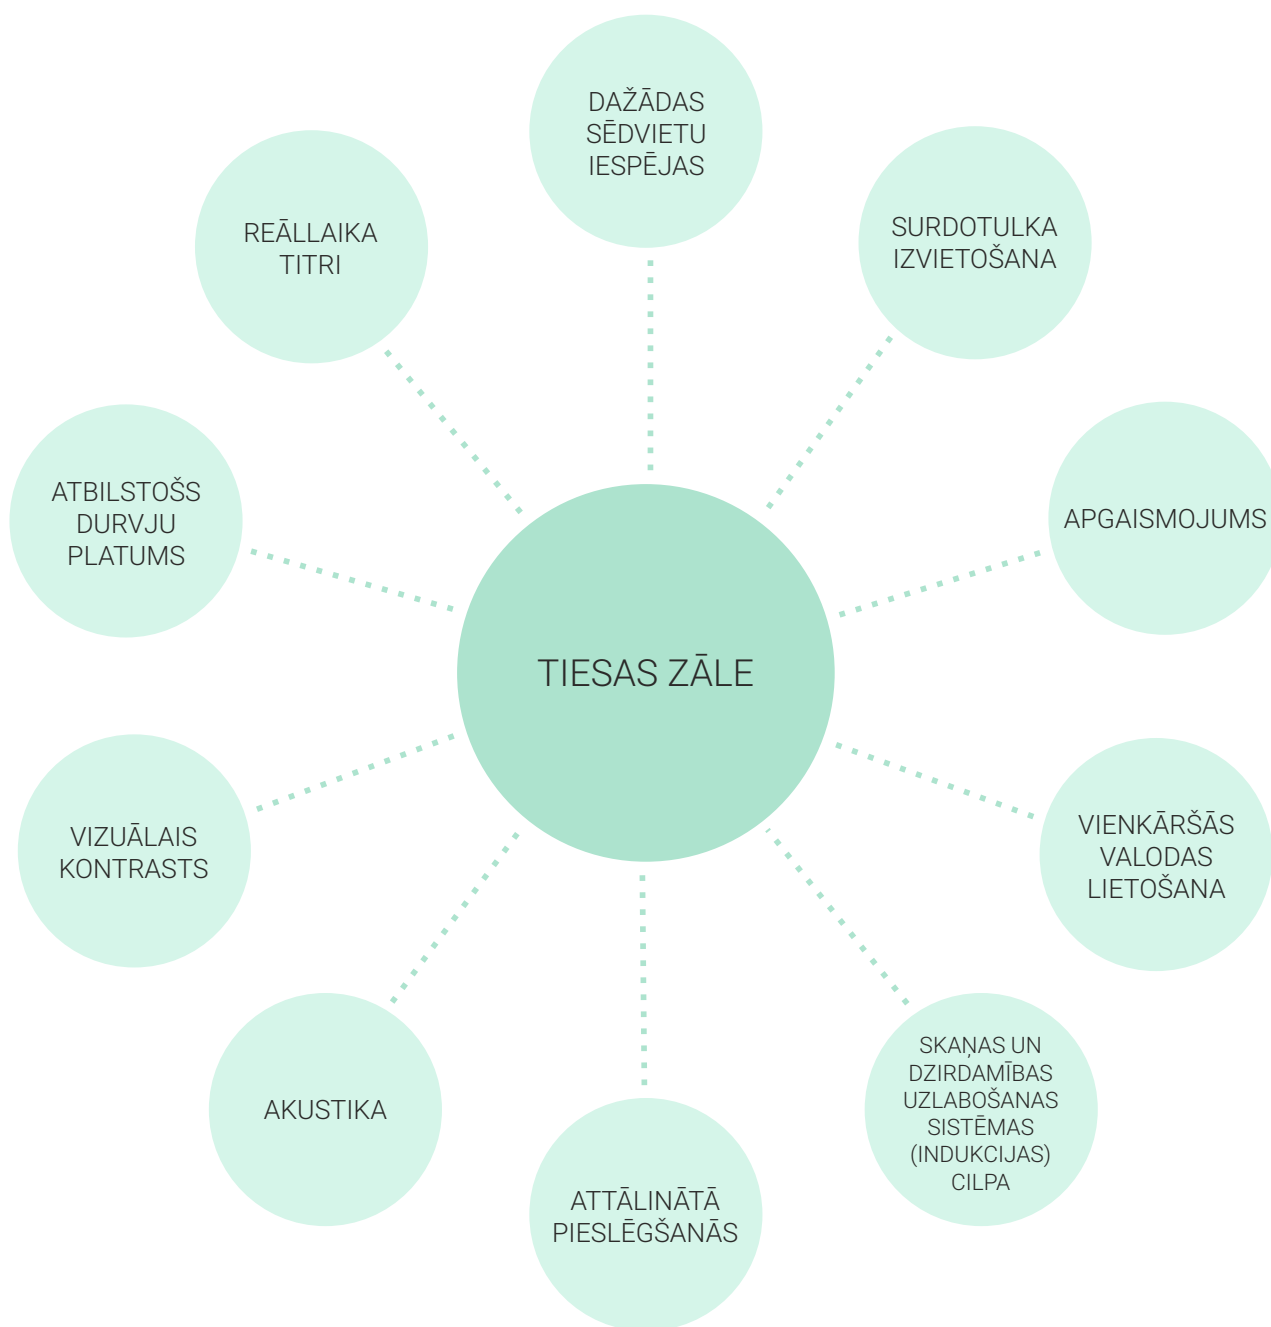 DAŽĀDAS
SĒDVIETU
IESPĒJAS
SURDOTULKA
IZVIETOŠANA
REĀLLAIKA
TITRI
ATBILSTOŠS
DURVJU
PLATUMS
APGAISMOJUMS
TIESAS ZĀLE
VIZUĀLAIS
KONTRASTS
VIENKĀRŠĀS
VALODAS
LIETOŠANA
SKAŅAS UN
DZIRDAMĪBAS
UZLABOŠANAS
SISTĒMAS
(INDUKCIJAS)
CILPA
AKUSTIKA
ATTĀLINĀTĀ
PIESLĒGŠANĀS